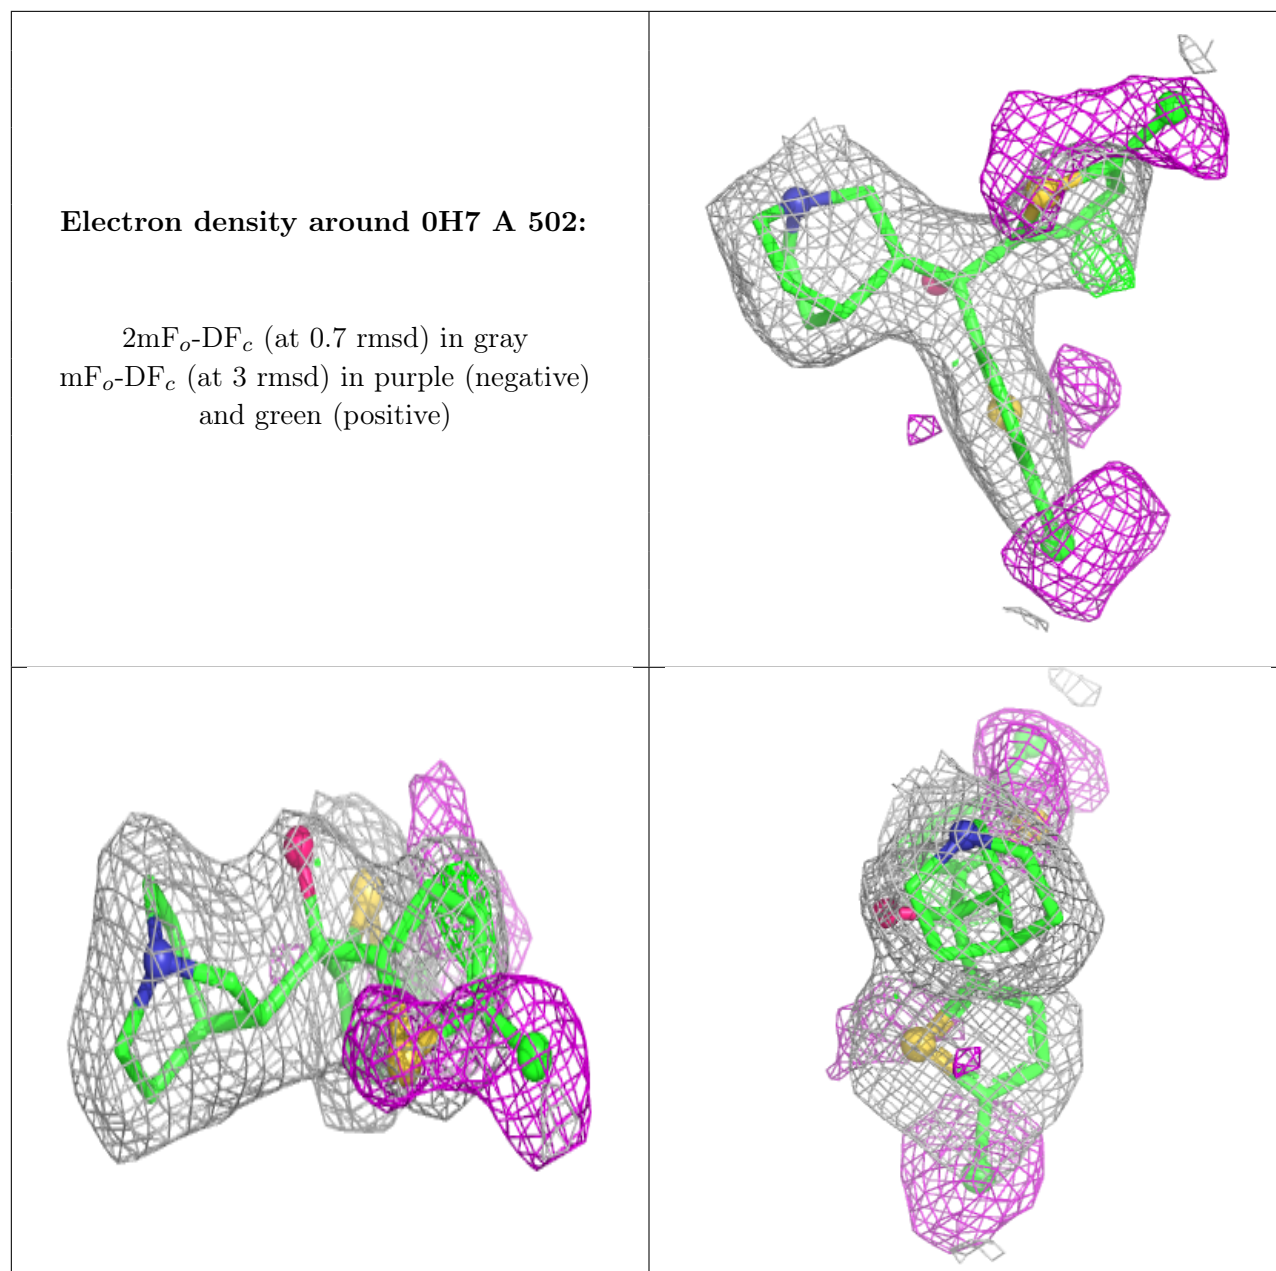 Electron density around 0H7 A 502:
2mFo-DFc (at 0.7 rmsd) in gray
mFo-DFc (at 3 rmsd) in purple (negative)
and green (positive)